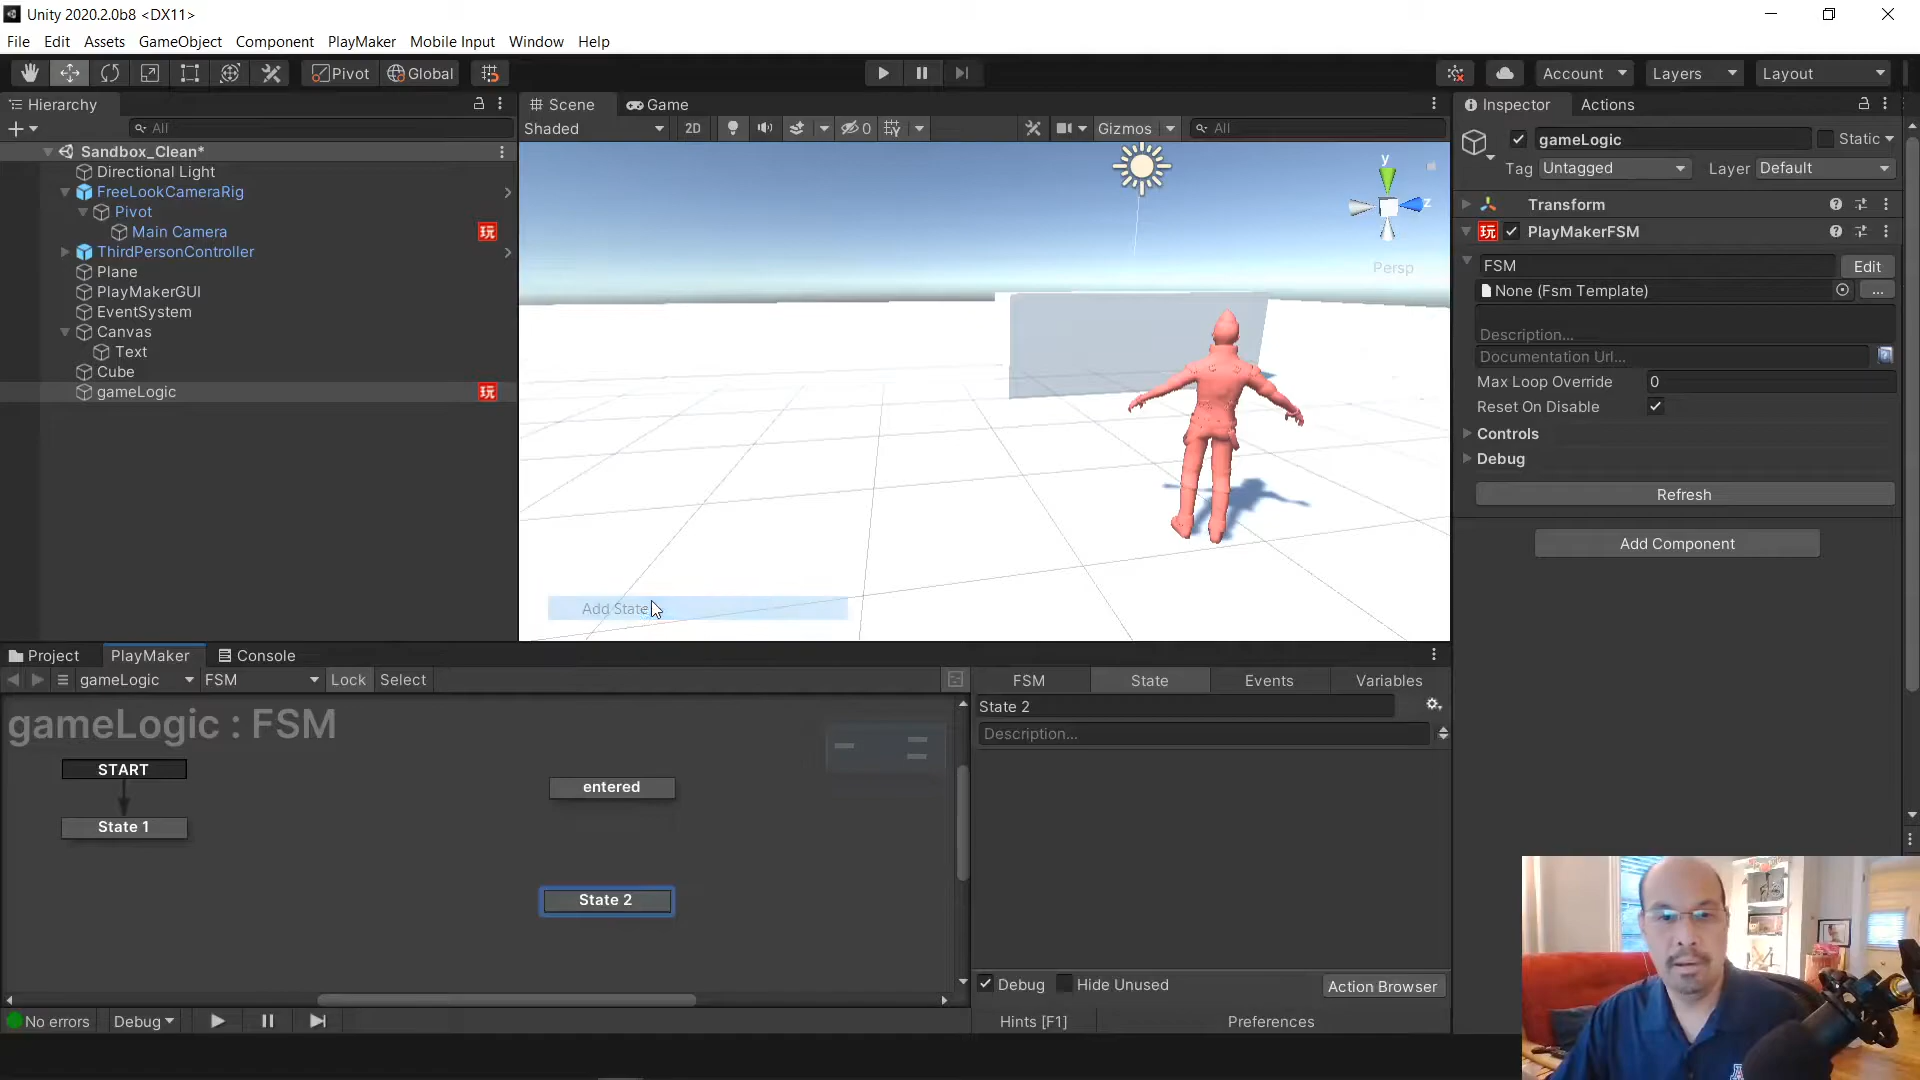 Unity 2020.2.0b8 <DX11>
File Edit Assets GameObject Component PlayMaker Mobile Input Window Help
Pivot Global Account Layers Layout
Hierarchy
All
Sandbox_Clean*
Directional Light
FreeLookCameraRig
Pivot
Main Camera
玩
ThirdPersonController
Plane
PlayMakerGUI
EventSystem
Canvas
Text
Cube
gameLogic
玩
Scene Game
Shaded 2D 0 Gizmos All
y
z
Persp
Add State
Inspector Actions
gameLogic Static
Tag Untagged Layer Default
Transform
玩 PlayMakerFSM
FSM Edit
None (Fsm Template) ...
Description...
Documentation Url...
Max Loop Override 0
Reset On Disable
Controls
Debug
Refresh
Add Component
Project PlayMaker Console
gameLogic FSM Lock Select
gameLogic : FSM
START
State 1
entered
State 2
FSM State Events Variables
State 2
Description...
Debug Hide Unused Action Browser
No errors Debug
Hints [F1] Preferences